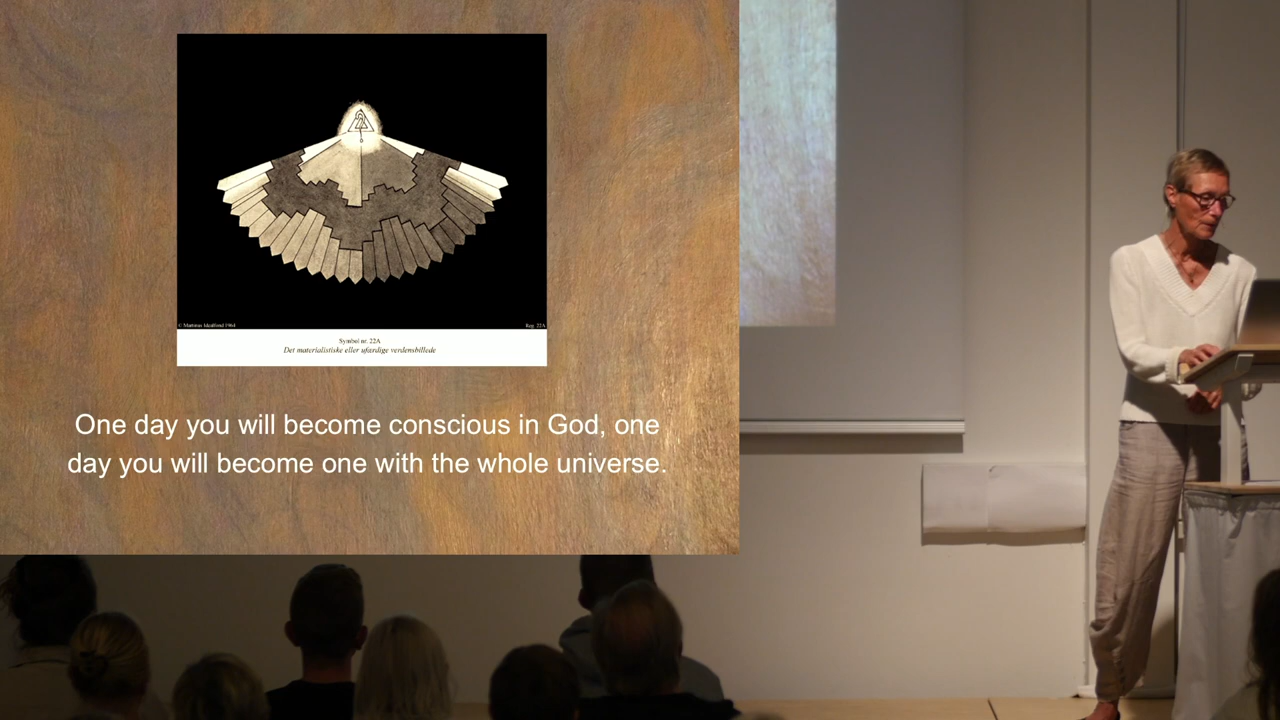 © Martinus Idealfond 1964
Reg. 22A
Symbol nr. 22A
Det materialistiske eller ufærdige verdensbillede
One day you will become conscious in God, one
day you will become one with the whole universe.